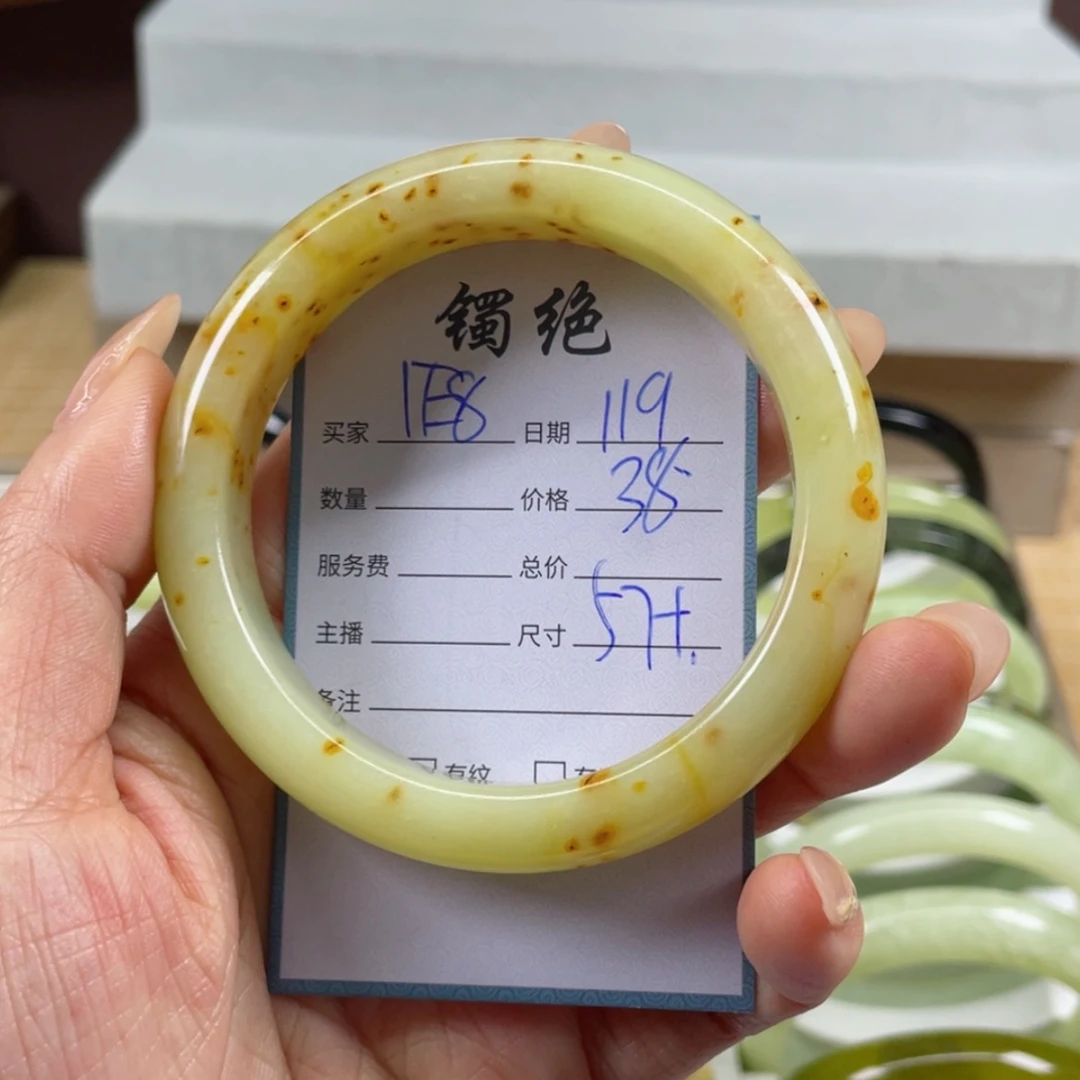 镯绝
买家 1E8 日期 119
数量 价格 38
服务费 总价
主播 尺寸 57+.
备注
有纹